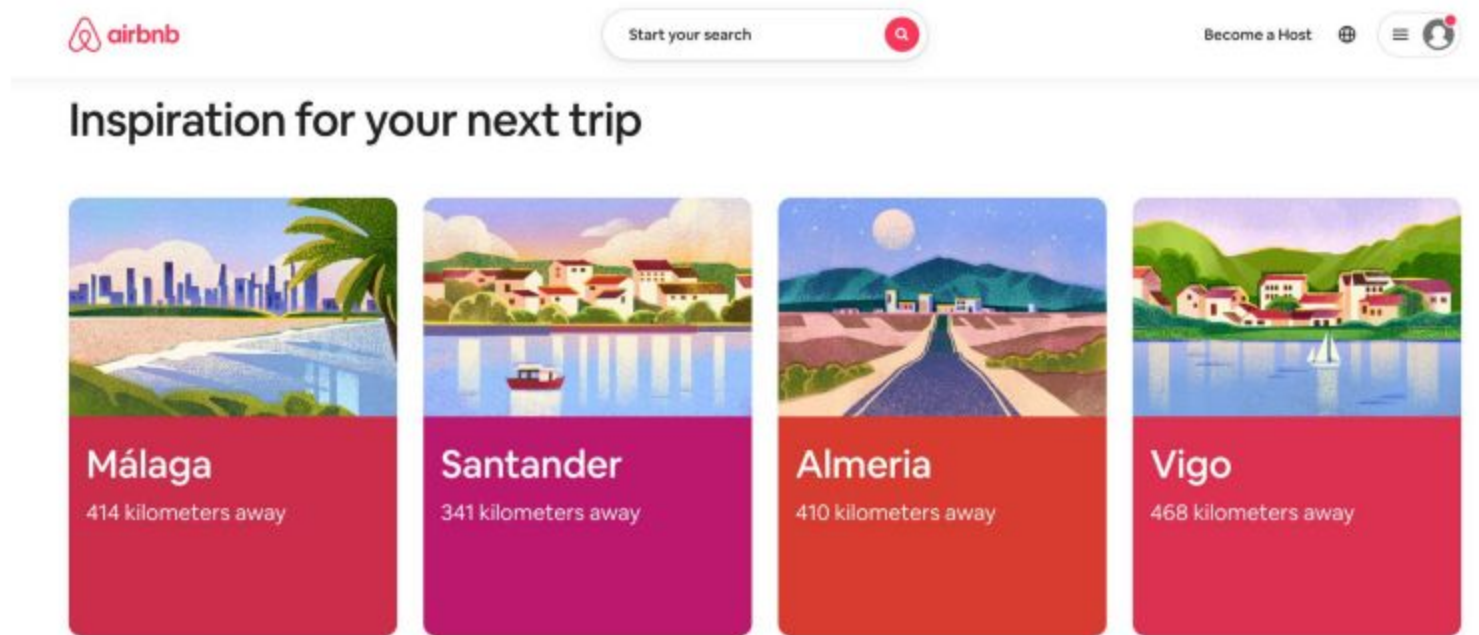 airbnb
Start your search
Become a Host
Inspiration for your next trip
Málaga
414 kilometers away
Santander
341 kilometers away
Almeria
410 kilometers away
Vigo
468 kilometers away